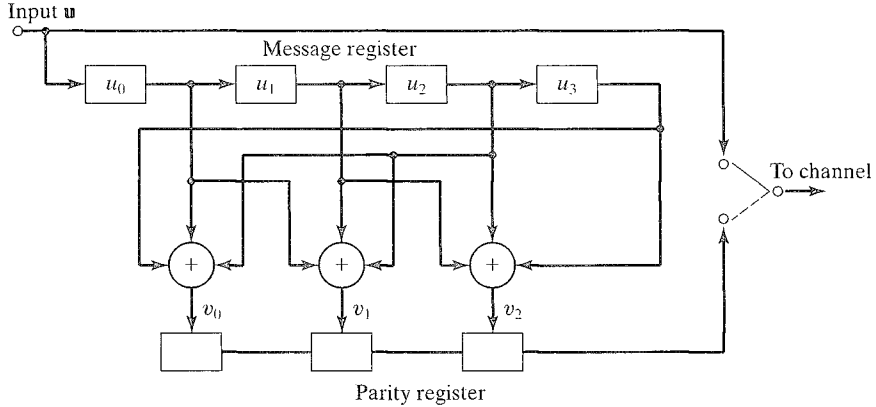 Input u
Message register
u₀ u₁ u₂ u₃
To channel
+ + +
v₀ v₁ v₂
Parity register